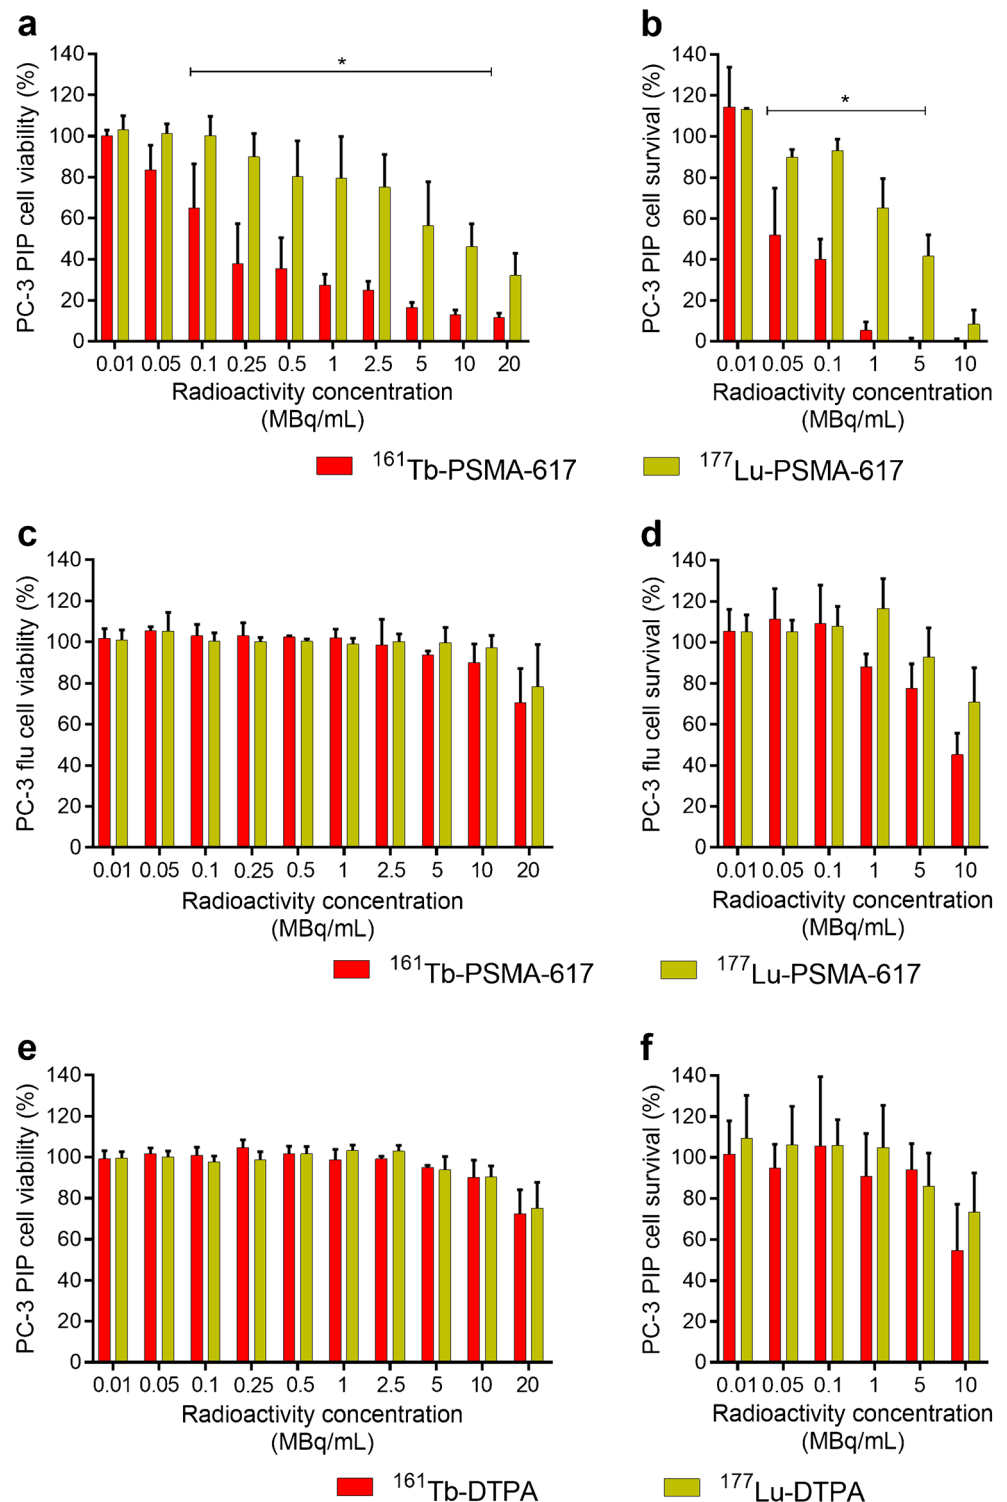 a
PC-3 PIP cell viability (%)
140
120
100
80
60
40
20
0
*
0.01 0.05 0.1 0.25 0.5 1 2.5 5 10 20
Radioactivity concentration
(MBq/mL)
b
PC-3 PIP cell survival (%)
140
120
100
80
60
40
20
0
*
0.01 0.05 0.1 1 5 10
Radioactivity concentration
(MBq/mL)
161Tb-PSMA-617 177Lu-PSMA-617
c
PC-3 flu cell viability (%)
140
120
100
80
60
40
20
0
0.01 0.05 0.1 0.25 0.5 1 2.5 5 10 20
Radioactivity concentration
(MBq/mL)
d
PC-3 flu cell survival (%)
140
120
100
80
60
40
20
0
0.01 0.05 0.1 1 5 10
Radioactivity concentration
(MBq/mL)
161Tb-PSMA-617 177Lu-PSMA-617
e
PC-3 PIP cell viability (%)
140
120
100
80
60
40
20
0
0.01 0.05 0.1 0.25 0.5 1 2.5 5 10 20
Radioactivity concentration
(MBq/mL)
f
PC-3 PIP cell survival (%)
140
120
100
80
60
40
20
0
0.01 0.05 0.1 1 5 10
Radioactivity concentration
(MBq/mL)
161Tb-DTPA 177Lu-DTPA